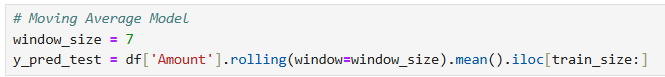 # Moving Average Model
window_size = 7
y_pred_test = df['Amount'].rolling(window=window_size).mean().iloc[train_size:]